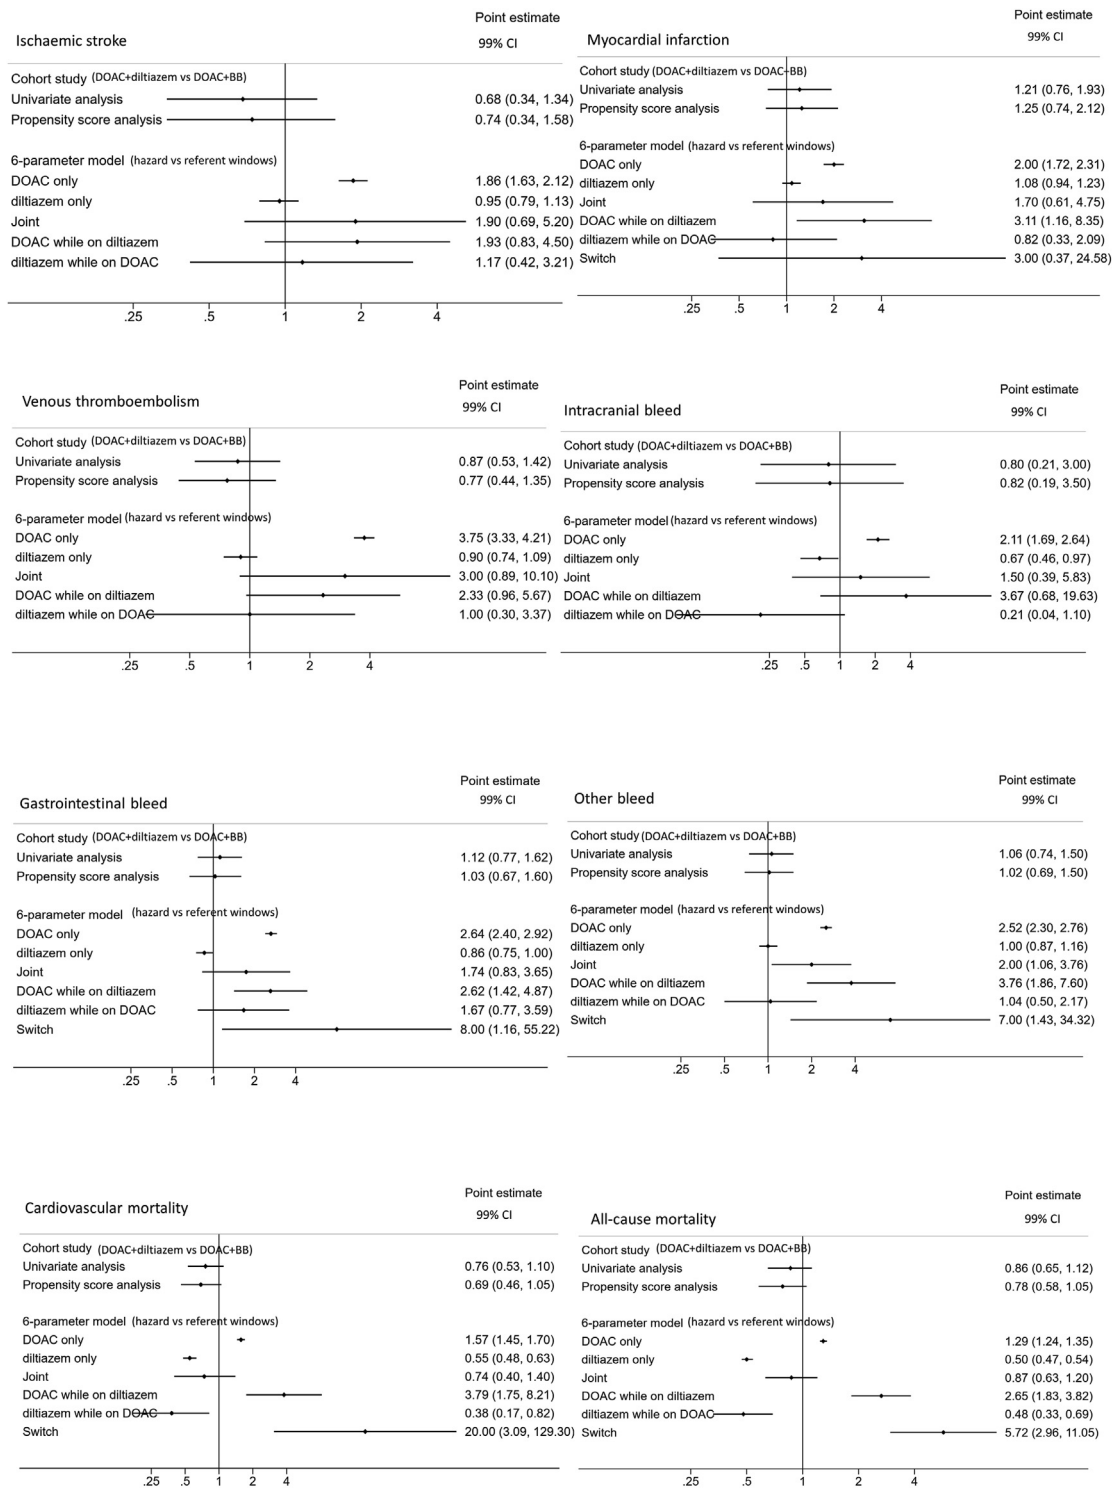 Ischaemic stroke
Point estimate
99% CI
Cohort study (DOAC+diltiazem vs DOAC+BB)
Univariate analysis 0.68 (0.34, 1.34)
Propensity score analysis 0.74 (0.34, 1.58)
6-parameter model (hazard vs referent windows)
DOAC only 1.86 (1.63, 2.12)
diltiazem only 0.95 (0.79, 1.13)
Joint 1.90 (0.69, 5.20)
DOAC while on diltiazem 1.93 (0.83, 4.50)
diltiazem while on DOAC 1.17 (0.42, 3.21)
.25 .5 1 2 4
Myocardial infarction
Point estimate
99% CI
Cohort study (DOAC+diltiazem vs DOAC+BB)
Univariate analysis 1.21 (0.76, 1.93)
Propensity score analysis 1.25 (0.74, 2.12)
6-parameter model (hazard vs referent windows)
DOAC only 2.00 (1.72, 2.31)
diltiazem only 1.08 (0.94, 1.23)
Joint 1.70 (0.61, 4.75)
DOAC while on diltiazem 3.11 (1.16, 8.35)
diltiazem while on DOAC 0.82 (0.33, 2.09)
Switch 3.00 (0.37, 24.58)
.25 .5 1 2 4
Venous thromboembolism
Point estimate
99% CI
Cohort study (DOAC+diltiazem vs DOAC+BB)
Univariate analysis 0.87 (0.53, 1.42)
Propensity score analysis 0.77 (0.44, 1.35)
6-parameter model (hazard vs referent windows)
DOAC only 3.75 (3.33, 4.21)
diltiazem only 0.90 (0.74, 1.09)
Joint 3.00 (0.89, 10.10)
DOAC while on diltiazem 2.33 (0.96, 5.67)
diltiazem while on DOAC 1.00 (0.30, 3.37)
.25 .5 1 2 4
Intracranial bleed
Point estimate
99% CI
Cohort study (DOAC+diltiazem vs DOAC+BB)
Univariate analysis 0.80 (0.21, 3.00)
Propensity score analysis 0.82 (0.19, 3.50)
6-parameter model (hazard vs referent windows)
DOAC only 2.11 (1.69, 2.64)
diltiazem only 0.67 (0.46, 0.97)
Joint 1.50 (0.39, 5.83)
DOAC while on diltiazem 3.67 (0.68, 19.63)
diltiazem while on DOAC 0.21 (0.04, 1.10)
.25 .5 1 2 4
Gastrointestinal bleed
Point estimate
99% CI
Cohort study (DOAC+diltiazem vs DOAC+BB)
Univariate analysis 1.12 (0.77, 1.62)
Propensity score analysis 1.03 (0.67, 1.60)
6-parameter model (hazard vs referent windows)
DOAC only 2.64 (2.40, 2.92)
diltiazem only 0.86 (0.75, 1.00)
Joint 1.74 (0.83, 3.65)
DOAC while on diltiazem 2.62 (1.42, 4.87)
diltiazem while on DOAC 1.67 (0.77, 3.59)
Switch 8.00 (1.16, 55.22)
.25 .5 1 2 4
Other bleed
Point estimate
99% CI
Cohort study (DOAC+diltiazem vs DOAC+BB)
Univariate analysis 1.06 (0.74, 1.50)
Propensity score analysis 1.02 (0.69, 1.50)
6-parameter model (hazard vs referent windows)
DOAC only 2.52 (2.30, 2.76)
diltiazem only 1.00 (0.87, 1.16)
Joint 2.00 (1.06, 3.76)
DOAC while on diltiazem 3.76 (1.86, 7.60)
diltiazem while on DOAC 1.04 (0.50, 2.17)
Switch 7.00 (1.43, 34.32)
.25 .5 1 2 4
Cardiovascular mortality
Point estimate
99% CI
Cohort study (DOAC+diltiazem vs DOAC+BB)
Univariate analysis 0.76 (0.53, 1.10)
Propensity score analysis 0.69 (0.46, 1.05)
6-parameter model (hazard vs referent windows)
DOAC only 1.57 (1.45, 1.70)
diltiazem only 0.55 (0.48, 0.63)
Joint 0.74 (0.40, 1.40)
DOAC while on diltiazem 3.79 (1.75, 8.21)
diltiazem while on DOAC 0.38 (0.17, 0.82)
Switch 20.00 (3.09, 129.30)
.25 .5 1 2 4
All-cause mortality
Point estimate
99% CI
Cohort study (DOAC+diltiazem vs DOAC+BB)
Univariate analysis 0.86 (0.65, 1.12)
Propensity score analysis 0.78 (0.58, 1.05)
6-parameter model (hazard vs referent windows)
DOAC only 1.29 (1.24, 1.35)
diltiazem only 0.50 (0.47, 0.54)
Joint 0.87 (0.63, 1.20)
DOAC while on diltiazem 2.65 (1.83, 3.82)
diltiazem while on DOAC 0.48 (0.33, 0.69)
Switch 5.72 (2.96, 11.05)
.25 .5 1 2 4